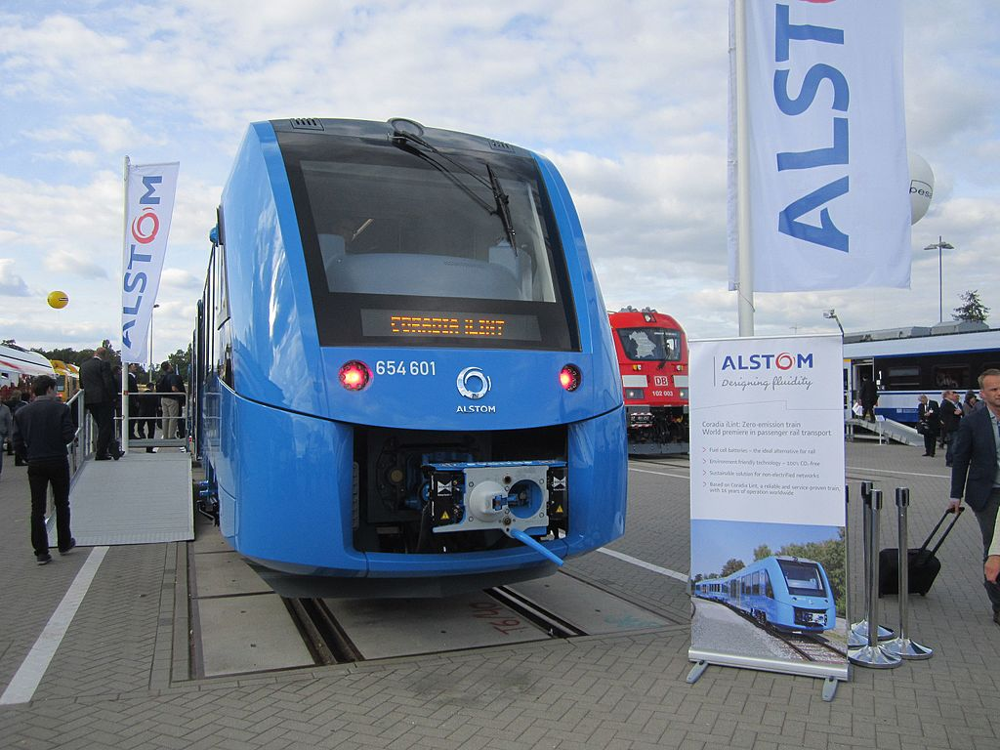 ALSTOM
ALST
pesa
CORADIA iLINT
654 601
ALSTOM
DB
102 003
ALSTOM
Designing fluidity
Coradia iLint: Zero-emission train
World premiere in passenger rail transport
> Fuel cell batteries – the ideal alternative for rail
> Environment friendly technology – 100% CO₂-free
> Sustainable solution for non-electrified networks
> Based on Coradia Lint, a reliable and service-proven train,
with 16 years of operation worldwide